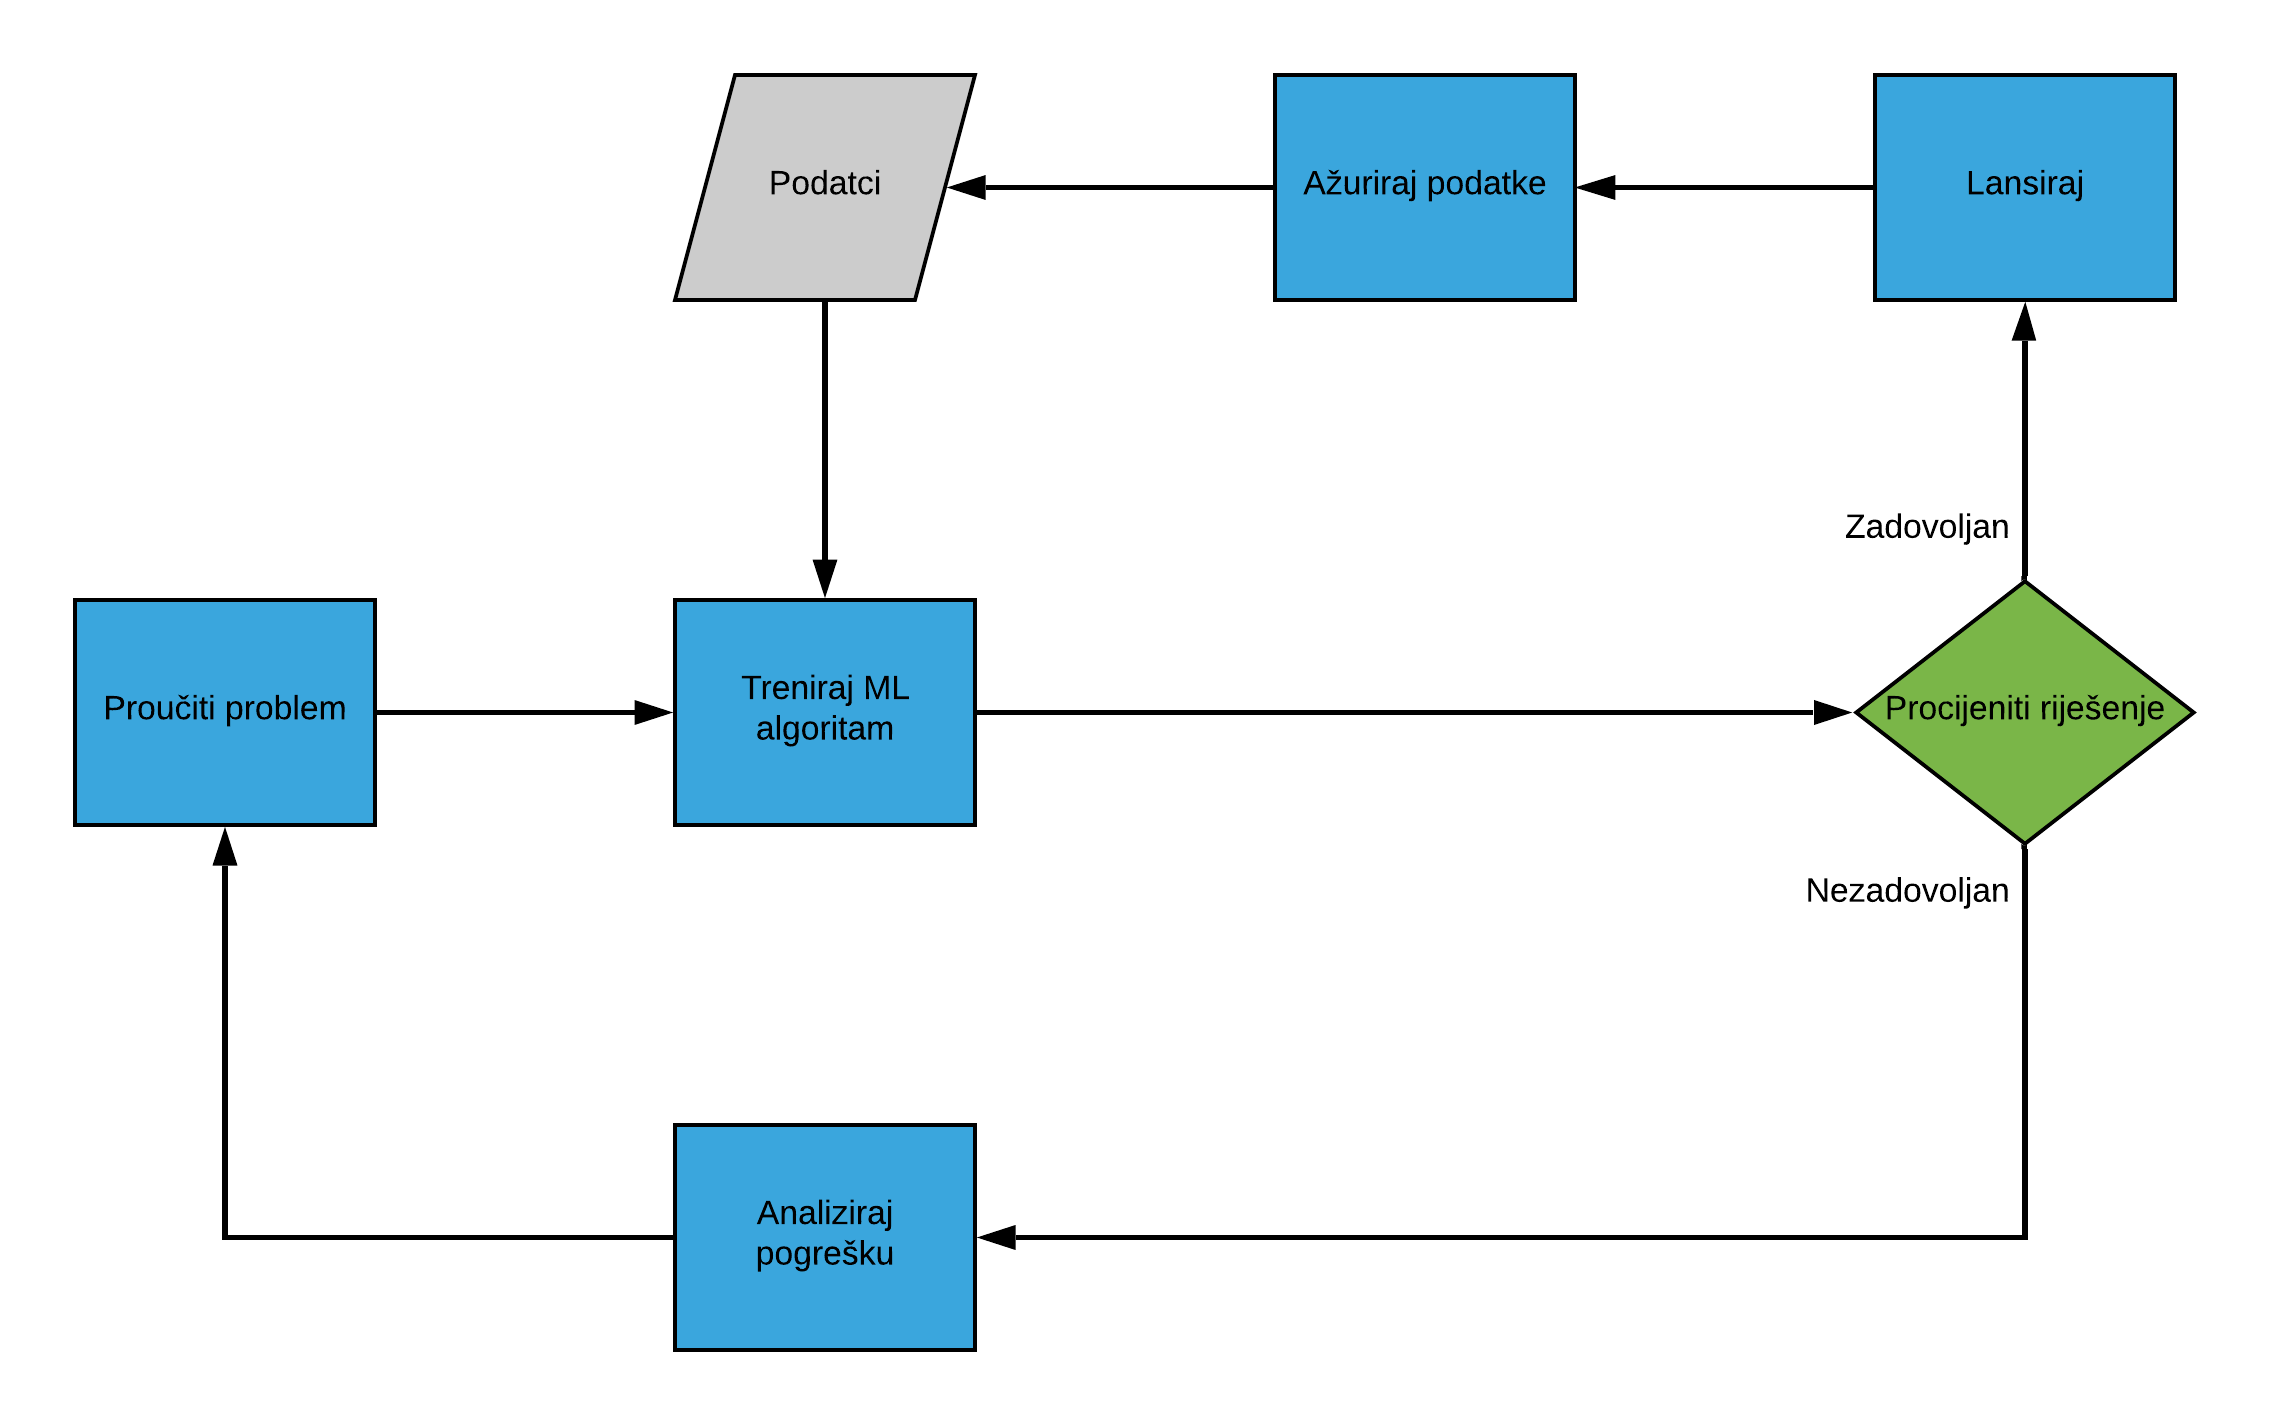 Podatci
Ažuriraj podatke
Lansiraj
Zadovoljan
Proučiti problem
Treniraj ML
algoritam
Procijeniti riješenje
Nezadovoljan
Analiziraj
pogrešku